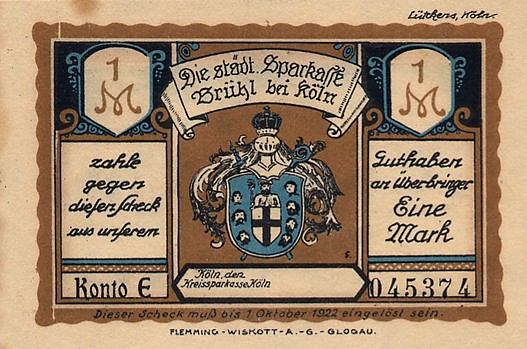 Lütkens, Köln.
1
M
Die städt. Sparkasse
Brühl bei Köln
1
M
zahle
gegen
diesen Scheck
aus unserem
Guthaben
an Überbringer
Eine
Mark
Konto E
Köln, den
Kreissparkasse Köln
S.
045374
Dieser Scheck muß bis 1 Oktober 1922 eingelöst sein.
FLEMMING-WISKOTT-A.-G.-GLOGAU.